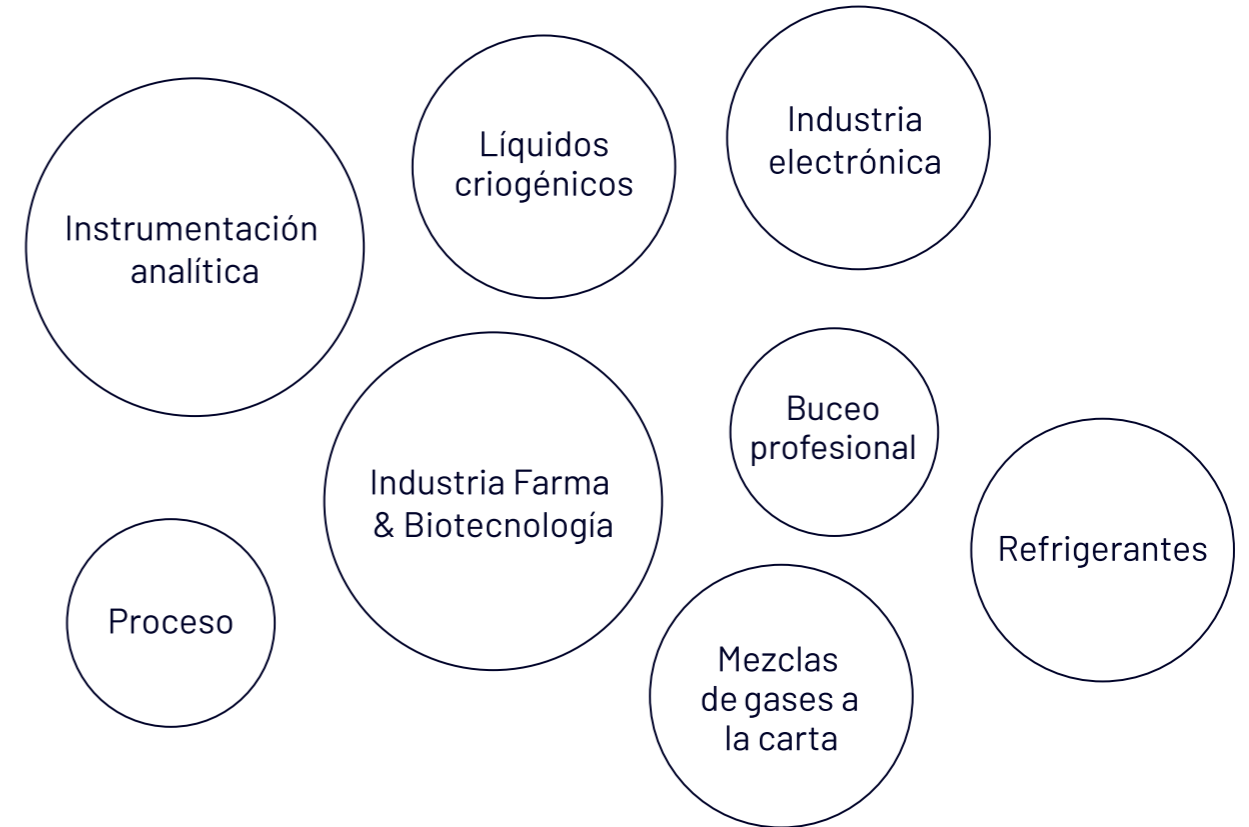 Instrumentación
analítica
Líquidos
criogénicos
Industria
electrónica
Industria Farma
& Biotecnología
Buceo
profesional
Refrigerantes
Proceso
Mezclas
de gases a
la carta